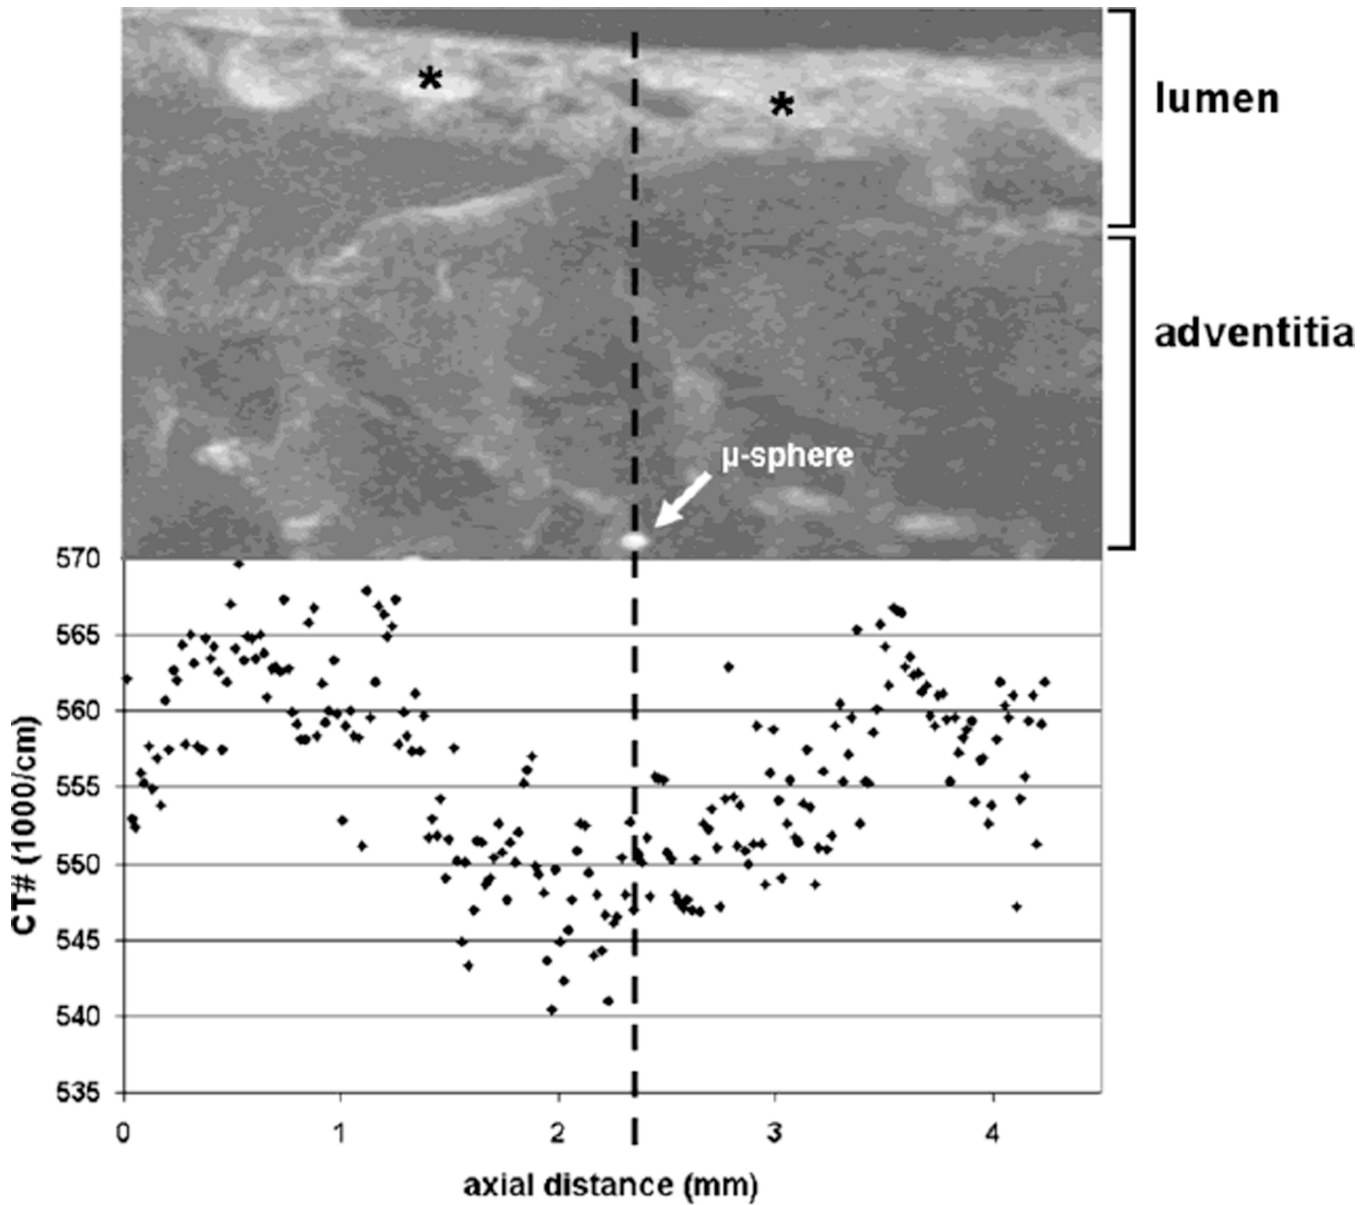 *
*
lumen
adventitia
μ-sphere
570
565
560
555
550
545
540
535
CT# (1000/cm)
0 1 2 3 4
axial distance (mm)